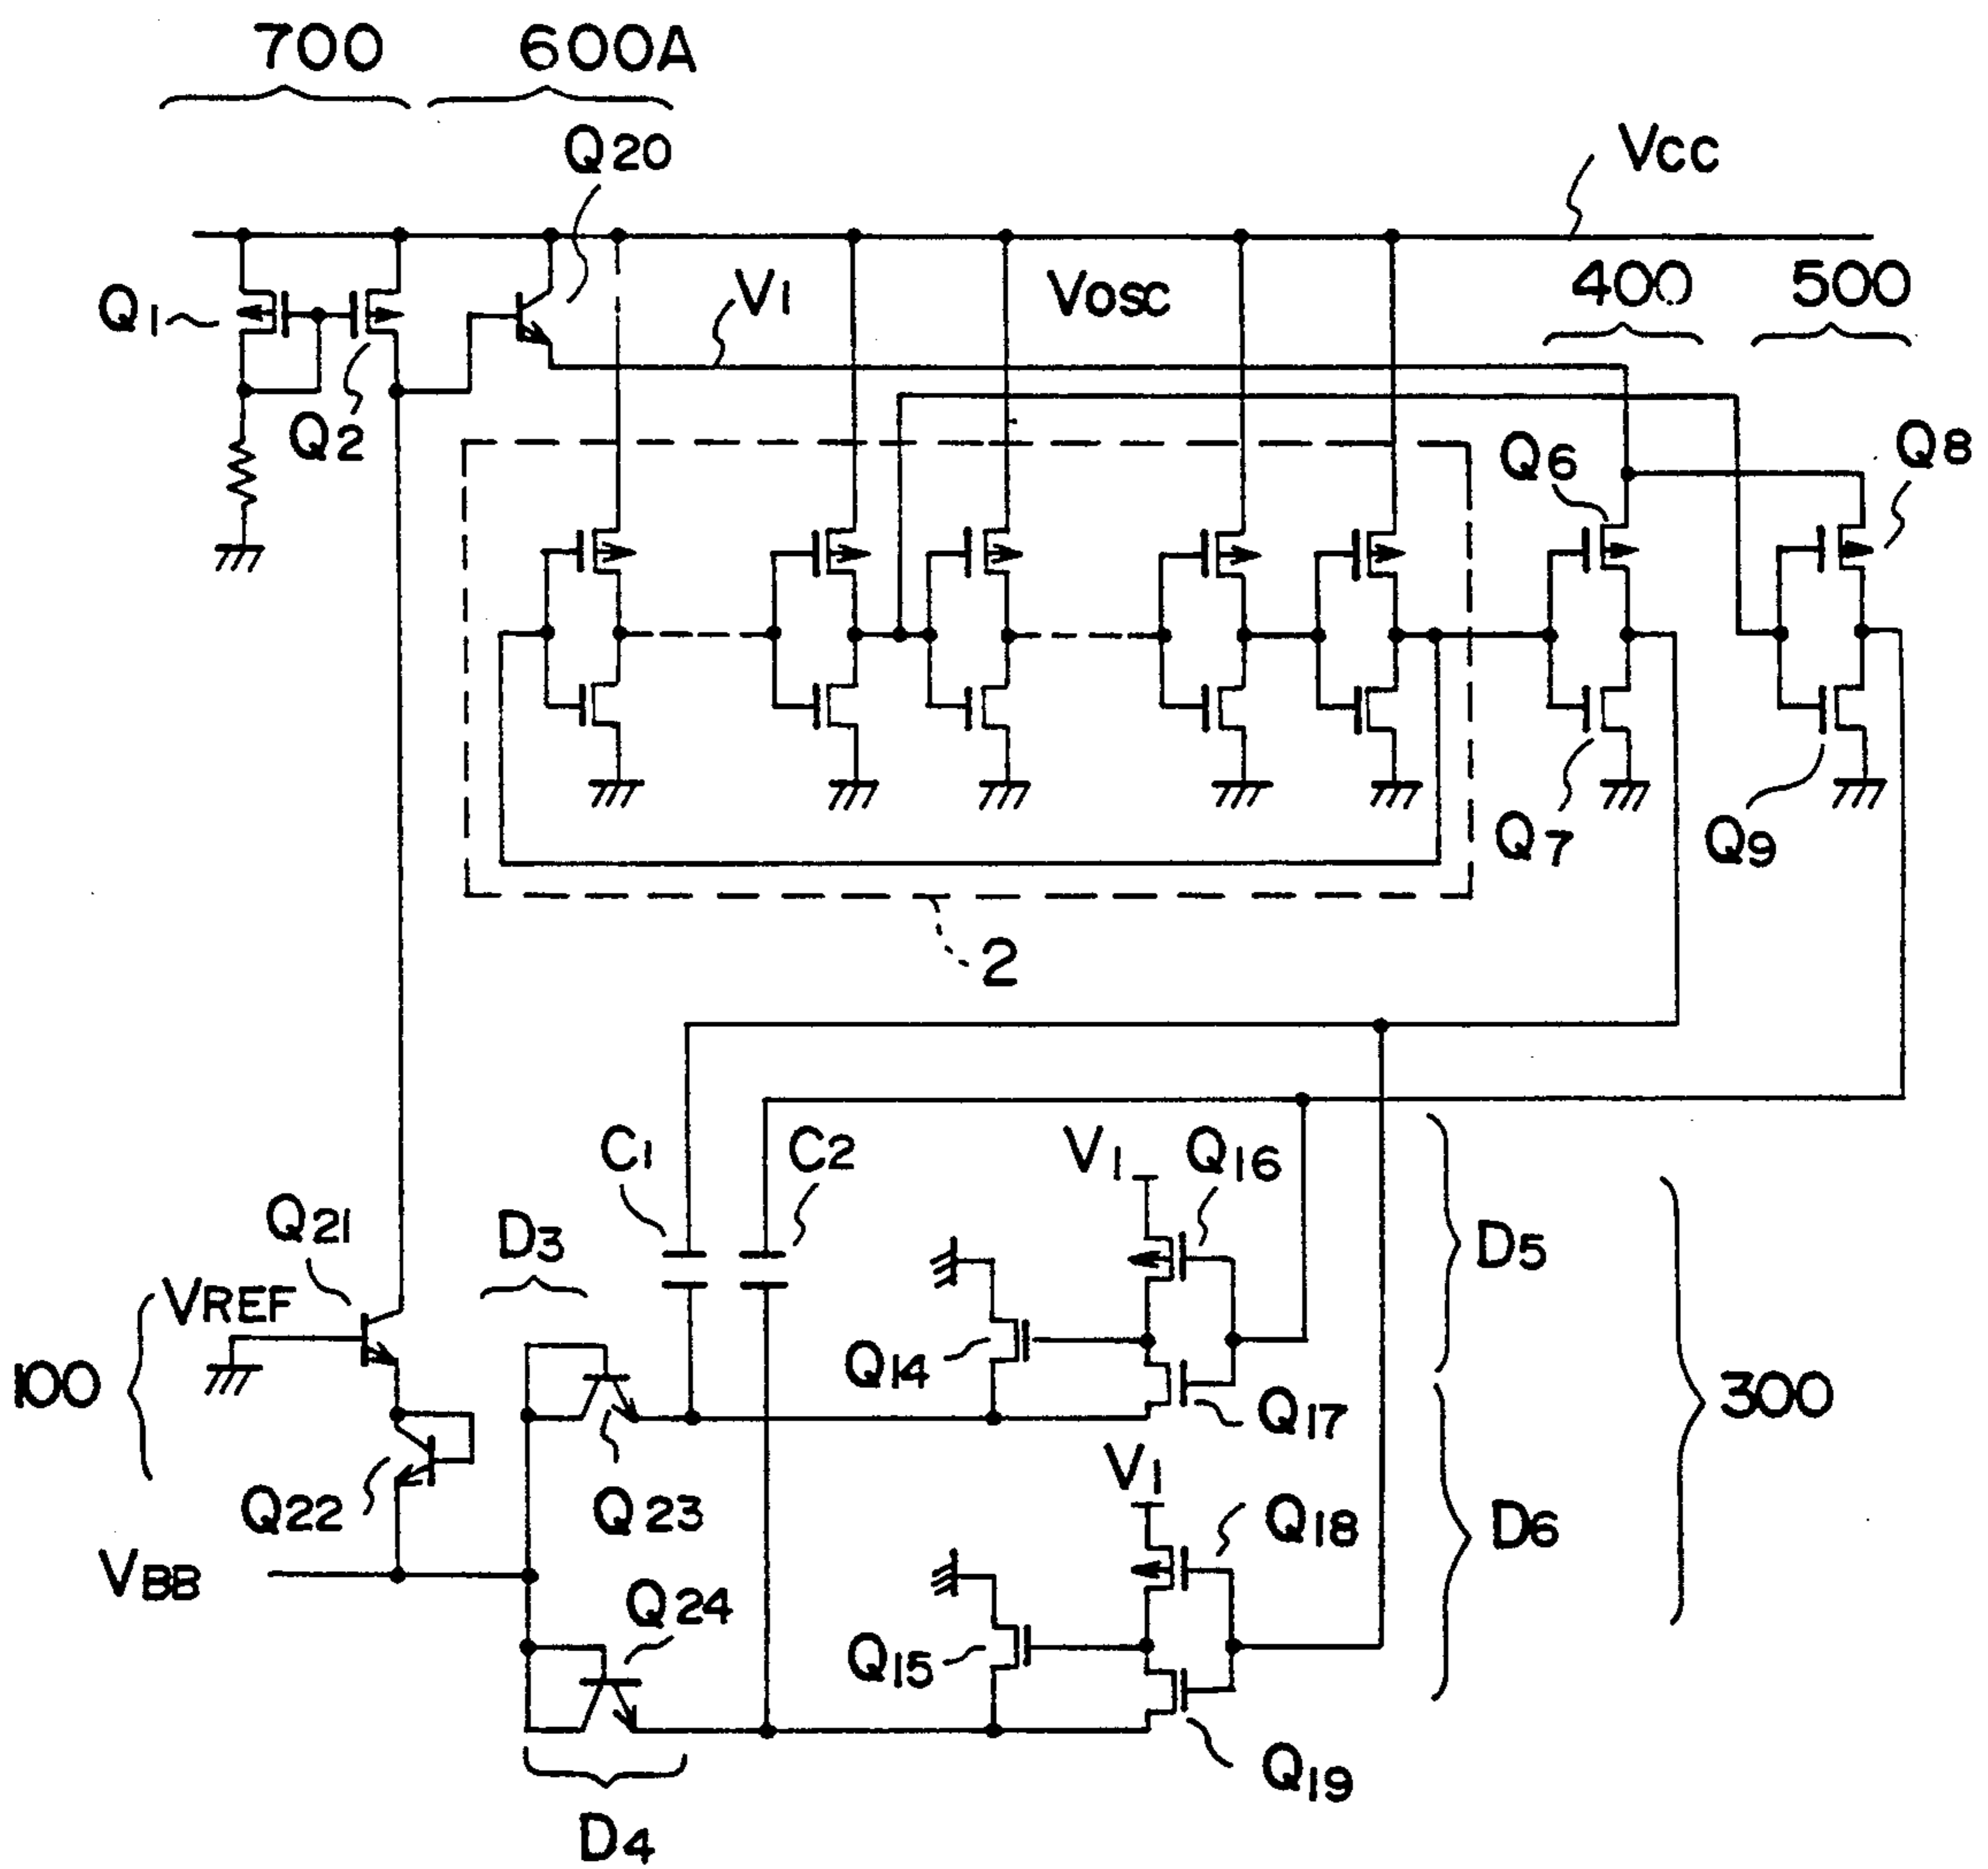 700 600A
Q20
VCC
Q1 V1 VOSC 400 500
Q2 Q6 Q8
Q7 Q9
2
C1 C2 V1 Q16
Q21 D3 D5
VREF
100 Q14 300
Q17
V1
Q22 Q23 Q18 D6
VBB Q24
Q15
Q19
D4